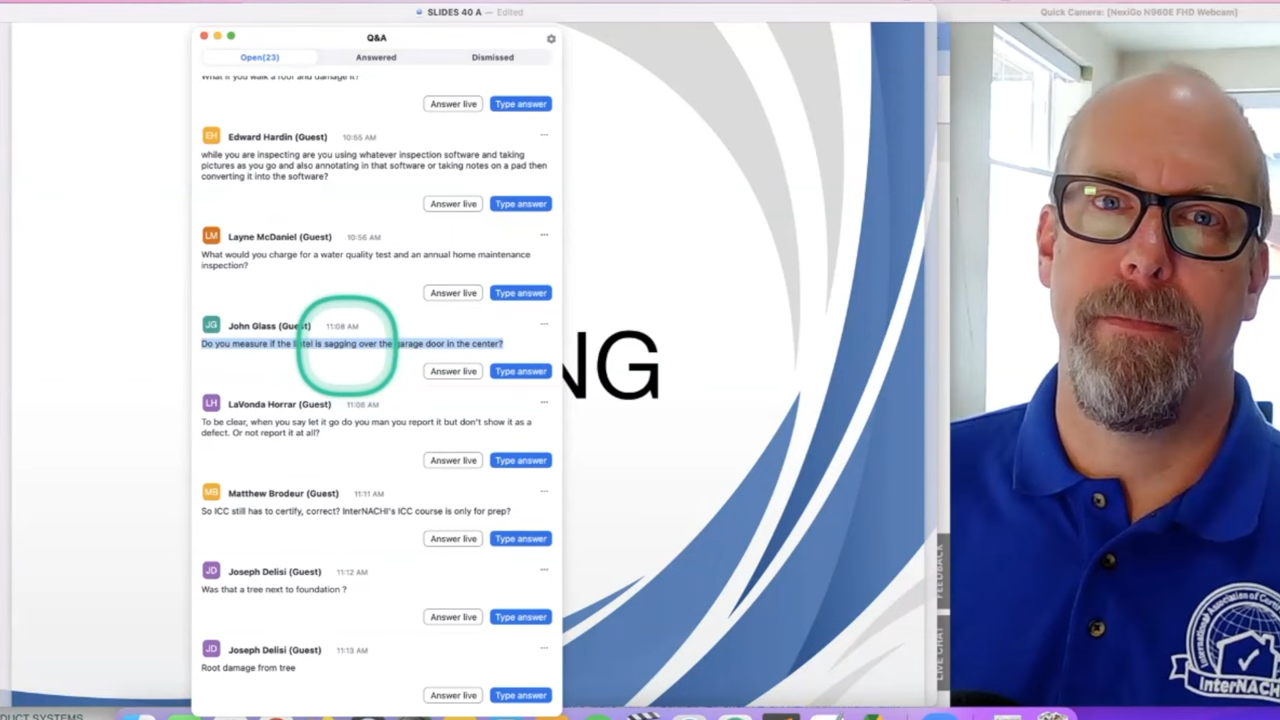 SLIDES 40 A — Edited
Quick Camera: [NexiGo N960E FHD Webcam]
Q&A
Open(23)
Answered
Dismissed
What if you walk a roof and damage it?
Answer live
Type answer
EH
Edward Hardin (Guest)
10:55 AM
while you are inspecting are you using whatever inspection software and taking
pictures as you go and also annotating in that software or taking notes on a pad then
converting it into the software?
Answer live
Type answer
LM
Layne McDaniel (Guest)
10:56 AM
What would you charge for a water quality test and an annual home maintenance
inspection?
Answer live
Type answer
JG
John Glass (Guest)
11:08 AM
Do you measure if the lintel is sagging over the garage door in the center?
Answer live
Type answer
LH
LaVonda Horrar (Guest)
11:08 AM
To be clear, when you say let it go do you man you report it but don't show it as a
defect. Or not report it at all?
Answer live
Type answer
MB
Matthew Brodeur (Guest)
11:11 AM
So ICC still has to certify, correct? InterNACHI's ICC course is only for prep?
Answer live
Type answer
JD
Joseph Delisi (Guest)
11:12 AM
Was that a tree next to foundation ?
Answer live
Type answer
JD
Joseph Delisi (Guest)
11:13 AM
Root damage from tree
Answer live
Type answer
NG
FEEDBACK
LIVE CHAT
International Association of Certi
InterNACHI
DUCT SYSTEMS